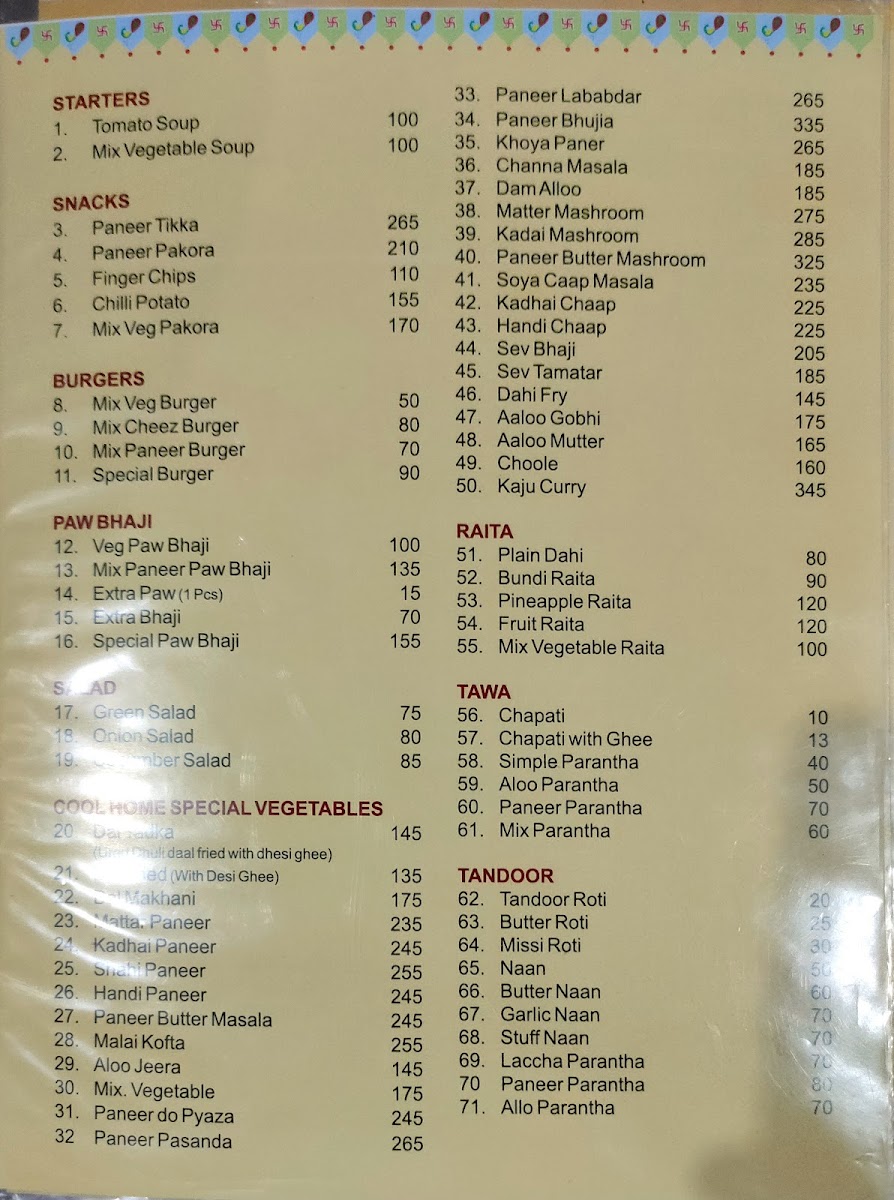 STARTERS
1. Tomato Soup 100
2. Mix Vegetable Soup 100
SNACKS
3. Paneer Tikka 265
4. Paneer Pakora 210
5. Finger Chips 110
6. Chilli Potato 155
7. Mix Veg Pakora 170
BURGERS
8. Mix Veg Burger 50
9. Mix Cheez Burger 80
10. Mix Paneer Burger 70
11. Special Burger 90
PAW BHAJI
12. Veg Paw Bhaji 100
13. Mix Paneer Paw Bhaji 135
14. Extra Paw (1 Pcs) 15
15. Extra Bhaji 70
16. Special Paw Bhaji 155
SALAD
17. Green Salad 75
18. Onion Salad 80
19. Salad 85
COOL HOME SPECIAL VEGETABLES
20 Dal Tadka 145
daal fried with dhesi ghee)
21. (With Desi Ghee) 135
22. Dal Makhani 175
23. Mattar Paneer 235
24. Kadhai Paneer 245
25. Shahi Paneer 255
26. Handi Paneer 245
27. Paneer Butter Masala 245
28. Malai Kofta 255
29. Aloo Jeera 145
30. Mix. Vegetable 175
31. Paneer do Pyaza 245
32 Paneer Pasanda 265
33. Paneer Lababdar 265
34. Paneer Bhujia 335
35. Khoya Paner 265
36. Channa Masala 185
37. Dam Alloo 185
38. Matter Mashroom 275
39. Kadai Mashroom 285
40. Paneer Butter Mashroom 325
41. Soya Caap Masala 235
42. Kadhai Chaap 225
43. Handi Chaap 225
44. Sev Bhaji 205
45. Sev Tamatar 185
46. Dahi Fry 145
47. Aaloo Gobhi 175
48. Aaloo Mutter 165
49. Choole 160
50. Kaju Curry 345
RAITA
51. Plain Dahi 80
52. Bundi Raita 90
53. Pineapple Raita 120
54. Fruit Raita 120
55. Mix Vegetable Raita 100
TAWA
56. Chapati 10
57. Chapati with Ghee 13
58. Simple Parantha 40
59. Aloo Parantha 50
60. Paneer Parantha 70
61. Mix Parantha 60
TANDOOR
62. Tandoor Roti 20
63. Butter Roti 25
64. Missi Roti 30
65. Naan 50
66. Butter Naan 60
67. Garlic Naan 70
68. Stuff Naan 70
69. Laccha Parantha 70
70 Paneer Parantha 80
71. Allo Parantha 70